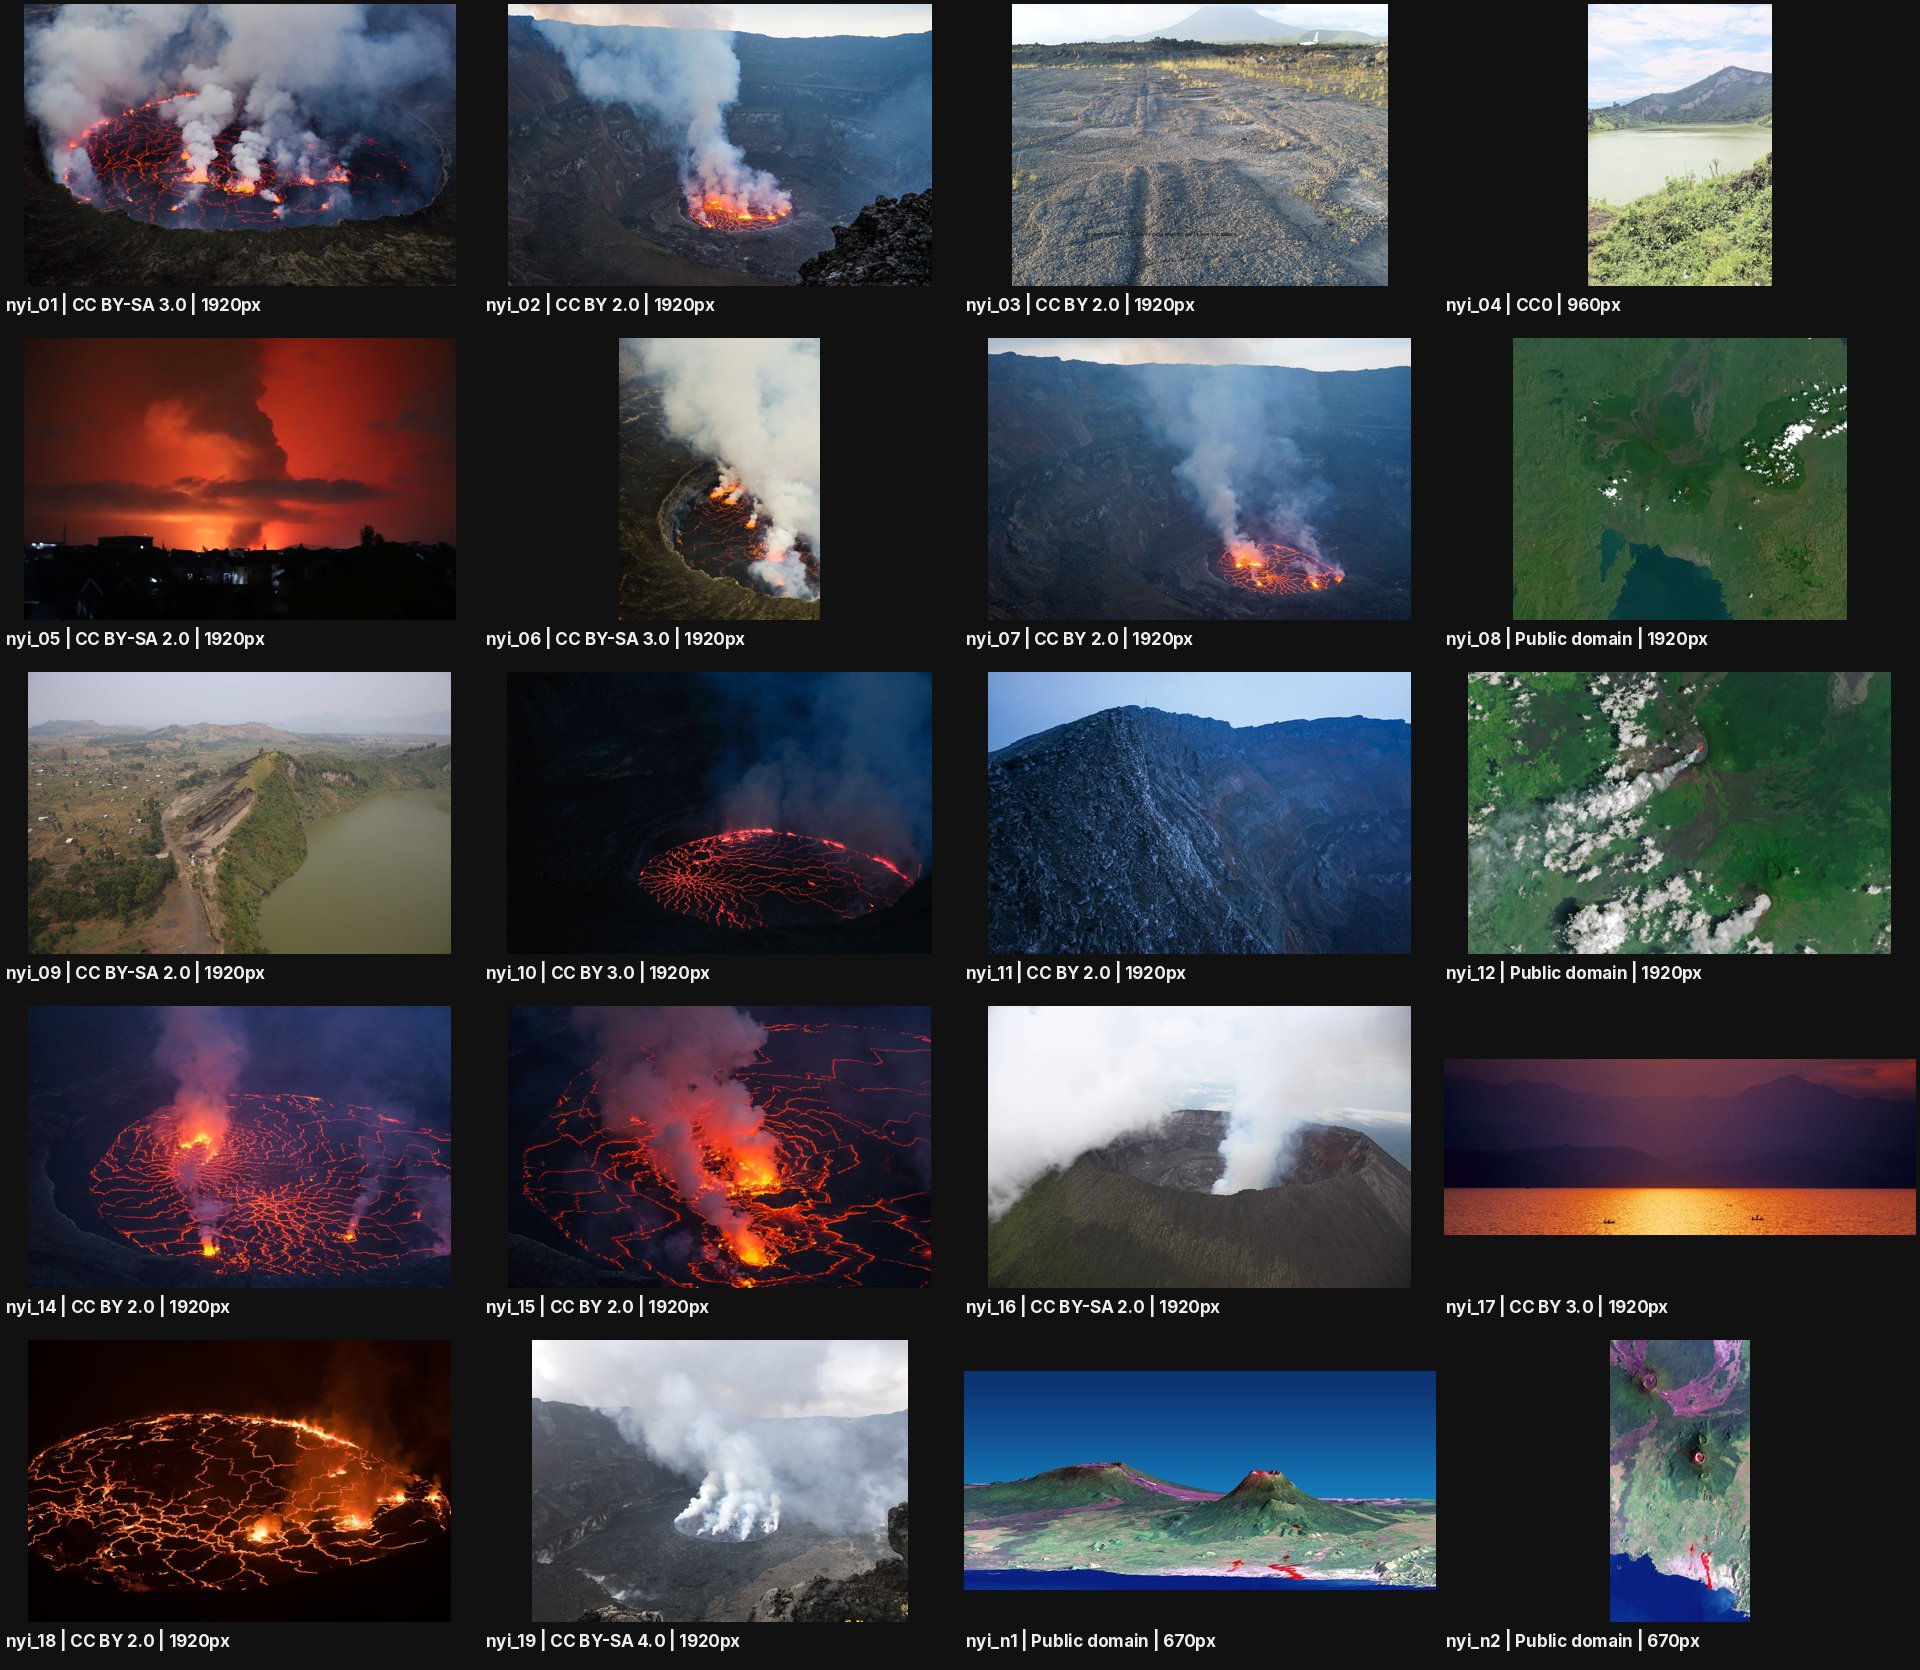 nyi_01 | CC BY-SA 3.0 | 1920px
nyi_02 | CC BY 2.0 | 1920px
nyi_03 | CC BY 2.0 | 1920px
nyi_04 | CC0 | 960px
nyi_05 | CC BY-SA 2.0 | 1920px
nyi_06 | CC BY-SA 3.0 | 1920px
nyi_07 | CC BY 2.0 | 1920px
nyi_08 | Public domain | 1920px
nyi_09 | CC BY-SA 2.0 | 1920px
nyi_10 | CC BY 3.0 | 1920px
nyi_11 | CC BY 2.0 | 1920px
nyi_12 | Public domain | 1920px
nyi_14 | CC BY 2.0 | 1920px
nyi_15 | CC BY 2.0 | 1920px
nyi_16 | CC BY-SA 2.0 | 1920px
nyi_17 | CC BY 3.0 | 1920px
nyi_18 | CC BY 2.0 | 1920px
nyi_19 | CC BY-SA 4.0 | 1920px
nyi_n1 | Public domain | 670px
nyi_n2 | Public domain | 670px